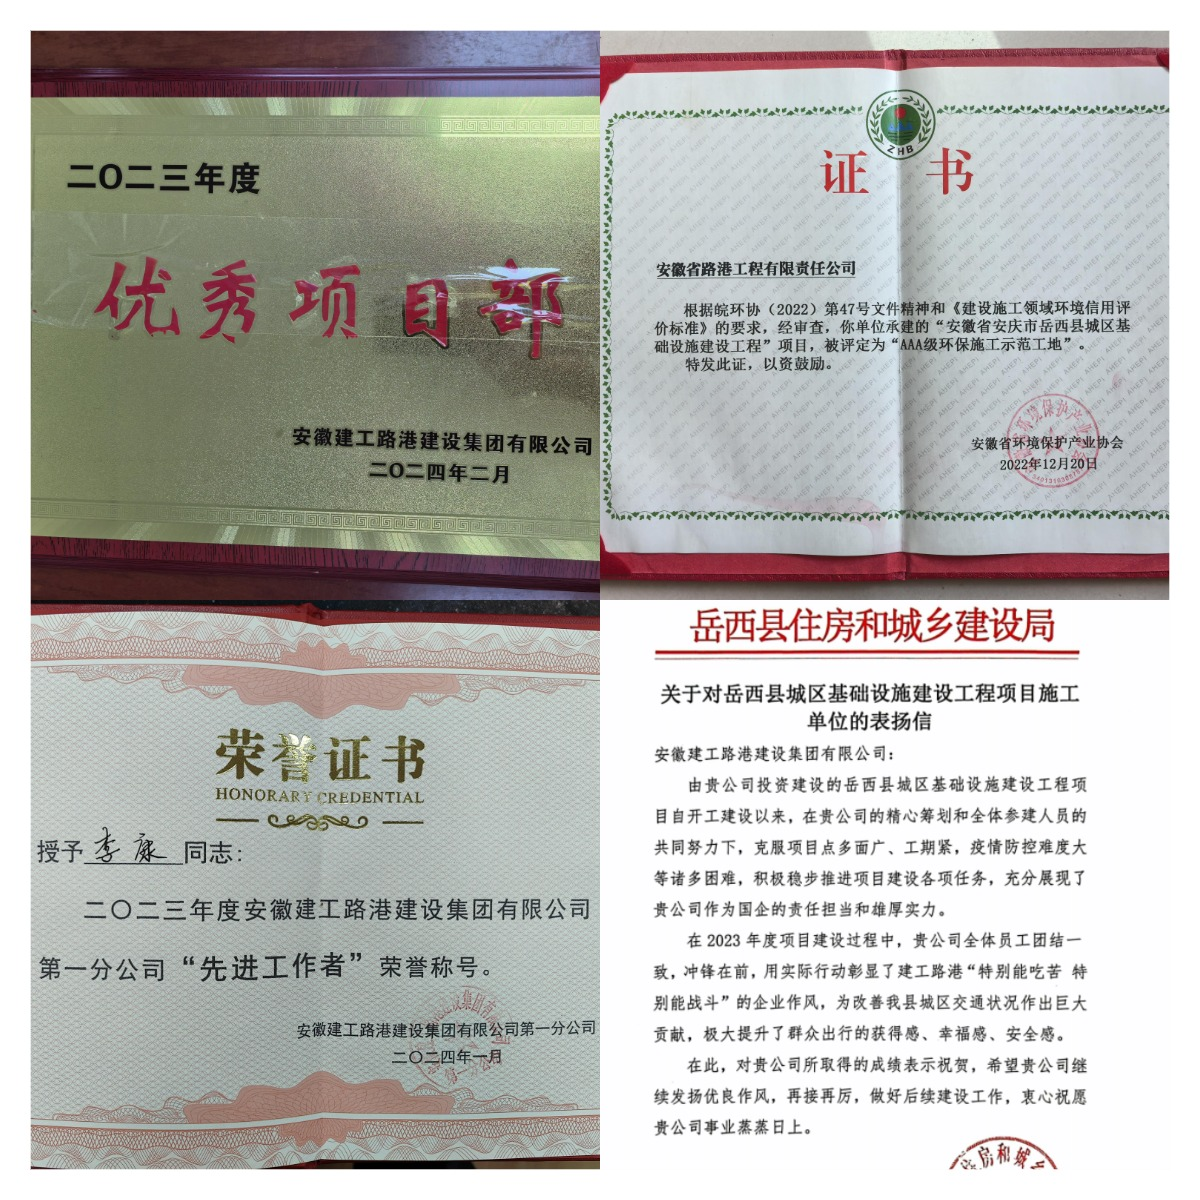 二〇二三年度
优秀项目部
安徽建工路港建设集团有限公司
二〇二四年二月
ZHB
证 书
安徽省路港工程有限责任公司
根据皖环协（2022）第47号文件精神和《建设施工领域环境信用评
价标准》的要求，经审查，你单位承建的“安徽省安庆市岳西县城区基
础设施建设工程”项目，被评定为“AAA级环保施工示范工地”。
特发此证，以资鼓励。
安徽省环境保护产业协会
2022年12月20日
荣誉证书
HONORARY CREDENTIAL
授予 李康 同志：
二〇二三年度安徽建工路港建设集团有限公司
第一分公司“先进工作者”荣誉称号。
安徽建工路港建设集团有限公司第一分公司
二〇二四年一月
岳西县住房和城乡建设局
关于对岳西县城区基础设施建设工程项目施工
单位的表扬信
安徽建工路港建设集团有限公司：
由贵公司投资建设的岳西县城区基础设施建设工程项
目自开工建设以来，在贵公司的精心筹划和全体参建人员的
共同努力下，克服项目点多面广、工期紧，疫情防控难度大
等诸多困难，积极稳步推进项目建设各项任务，充分展现了
贵公司作为国企的责任担当和雄厚实力。
在 2023 年度项目建设过程中，贵公司全体员工团结一
致，冲锋在前，用实际行动彰显了建工路港“特别能吃苦 特
别能战斗”的企业作风，为改善我县城区交通状况作出巨大
贡献，极大提升了群众出行的获得感、幸福感、安全感。
在此，对贵公司所取得的成绩表示祝贺，希望贵公司继
续发扬优良作风，再接再厉，做好后续建设工作，衷心祝愿
贵公司事业蒸蒸日上。
房和城